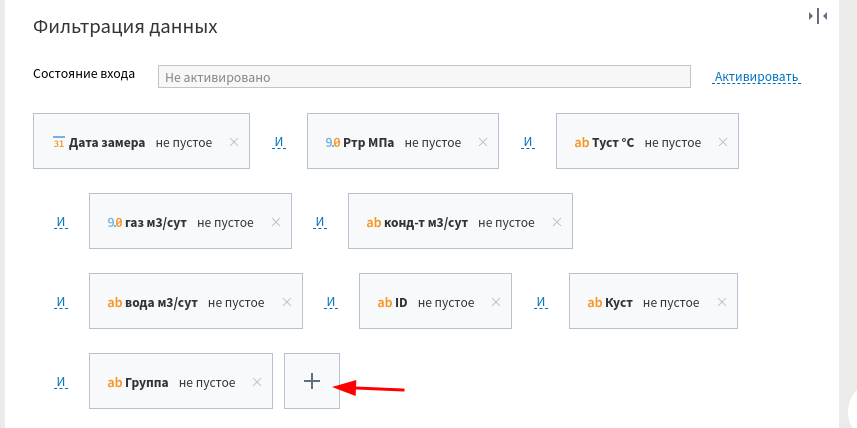 Фильтрация данных
Состояние входа Не активировано Активировать
31 Дата замера не пустое И 9.0 Ртр МПа не пустое И ab Туст °С не пустое
И 9.0 газ м3/сут не пустое И ab конд-т м3/сут не пустое
И ab вода м3/сут не пустое И ab ID не пустое И ab Куст не пустое
И ab Группа не пустое